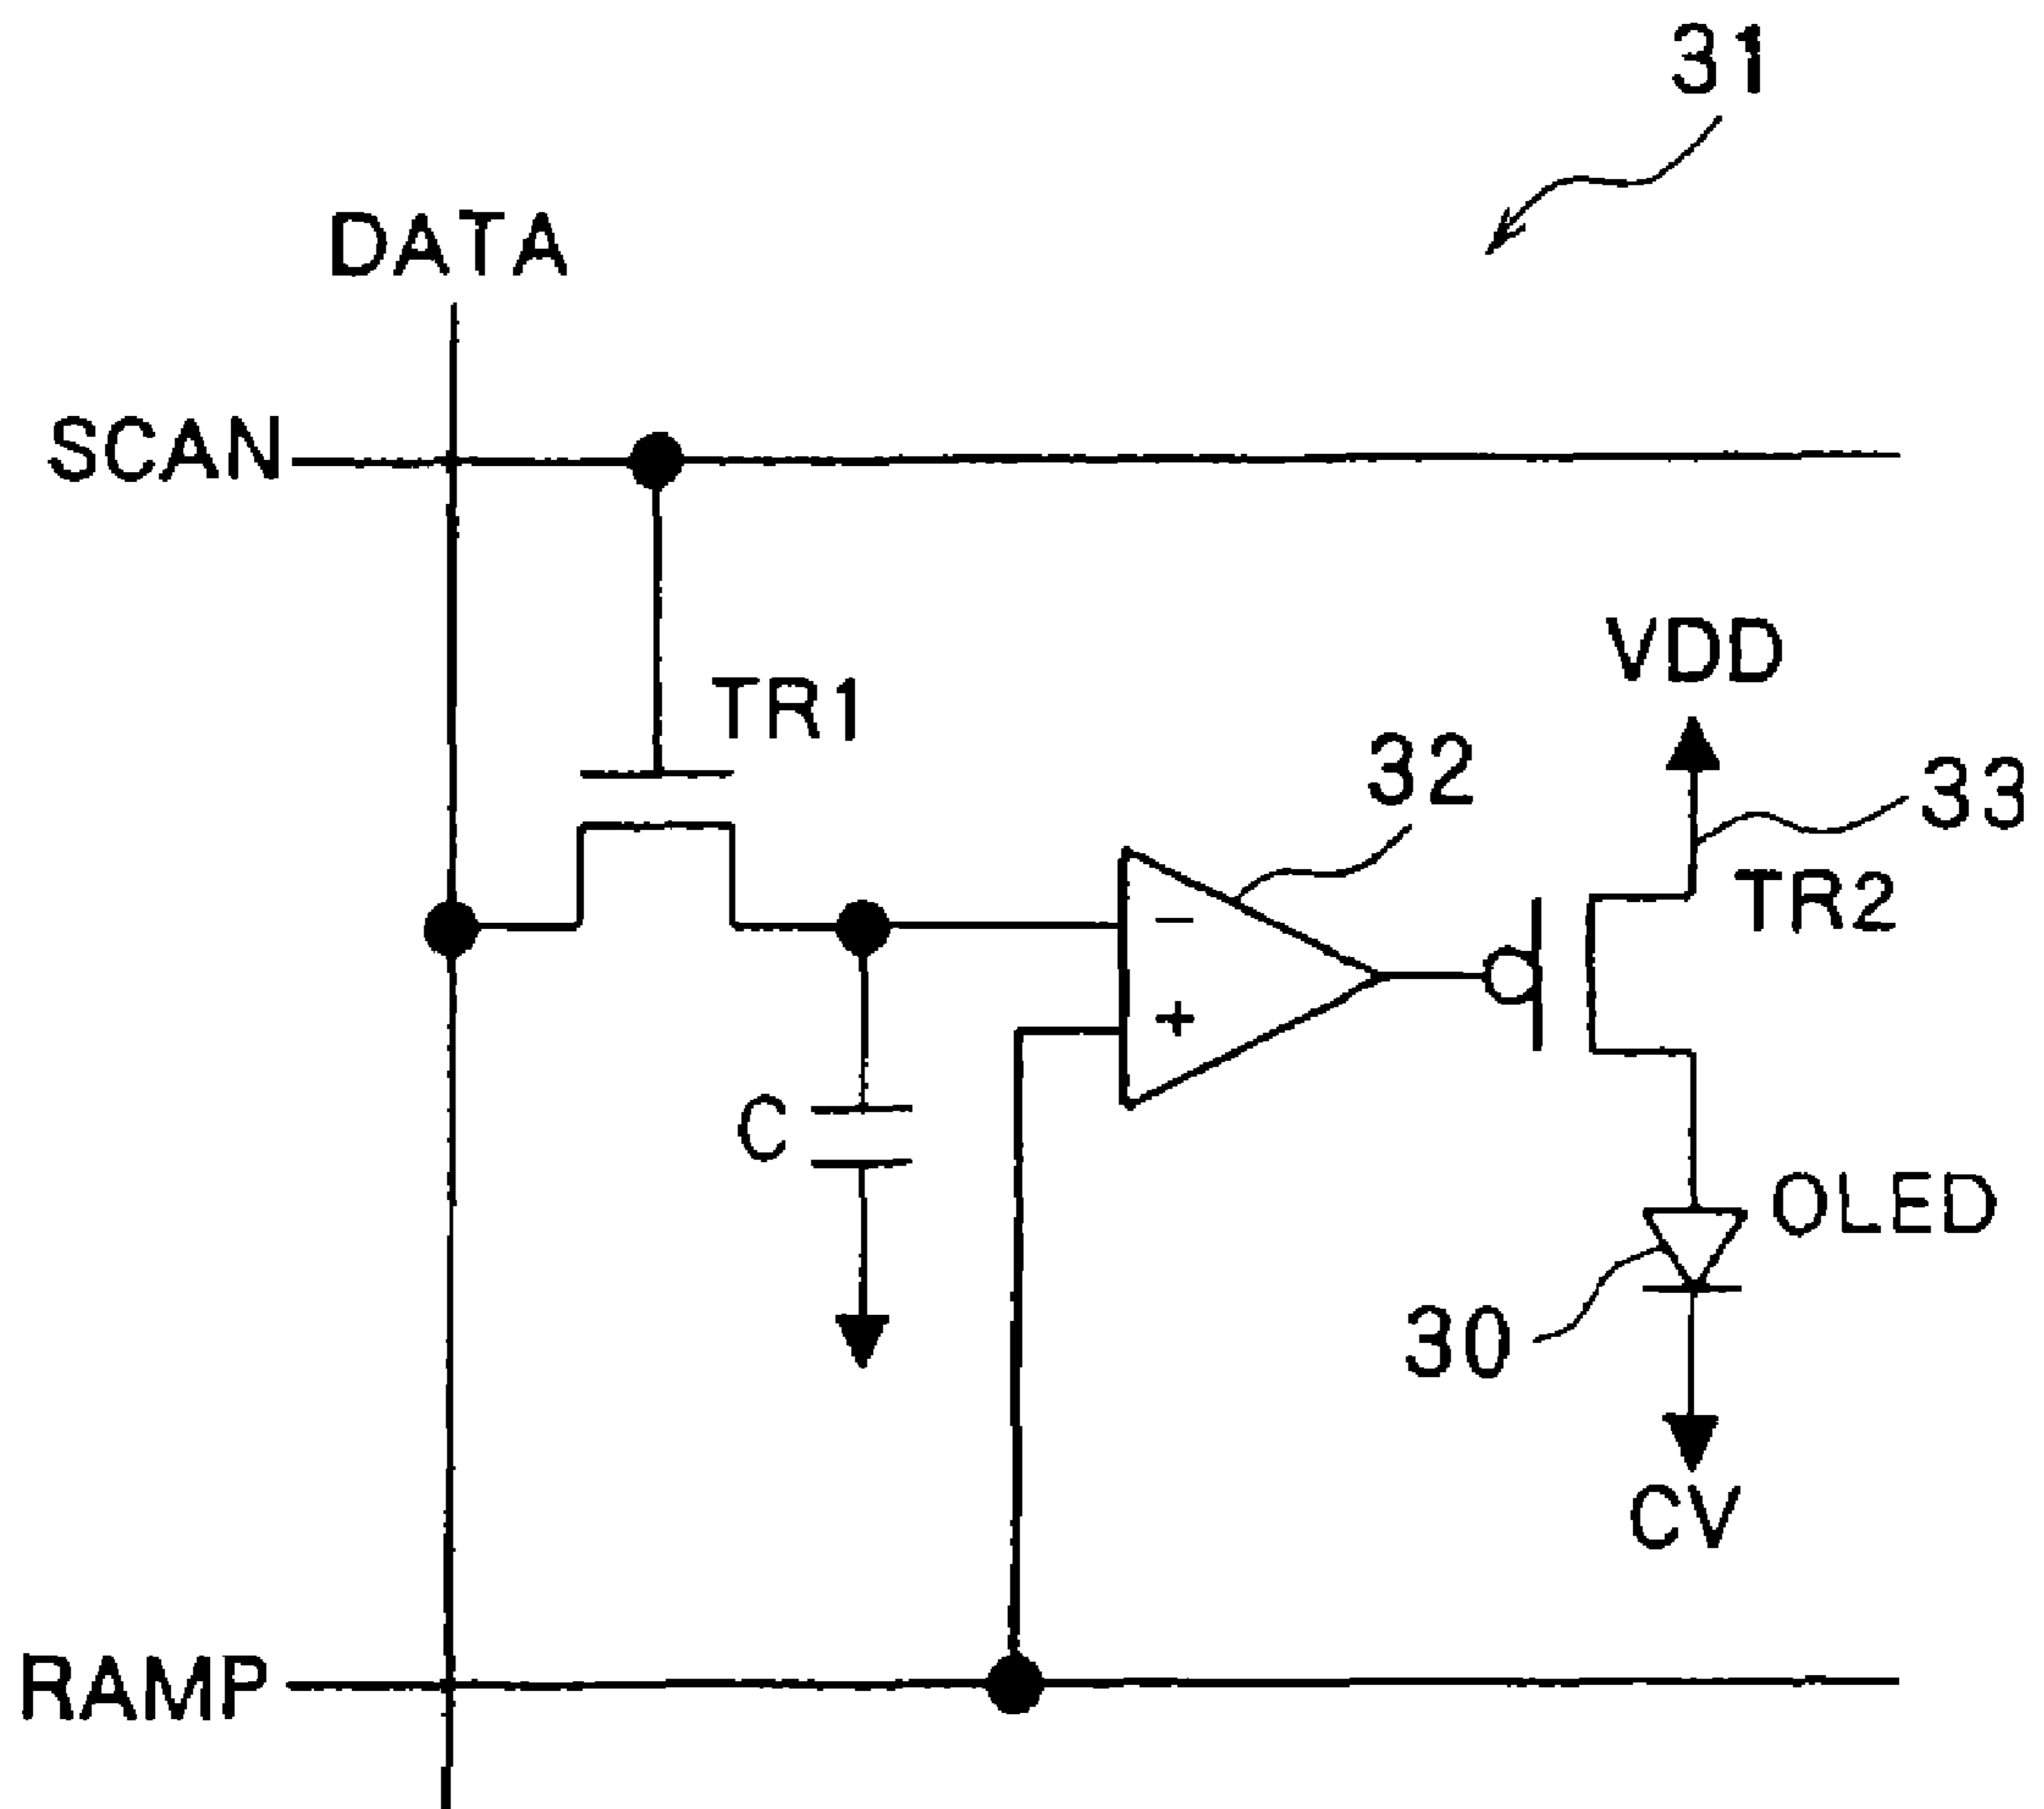 31
DATA
SCAN
VDD
TR1
32
33
TR2
−
+
C
OLED
30
CV
RAMP